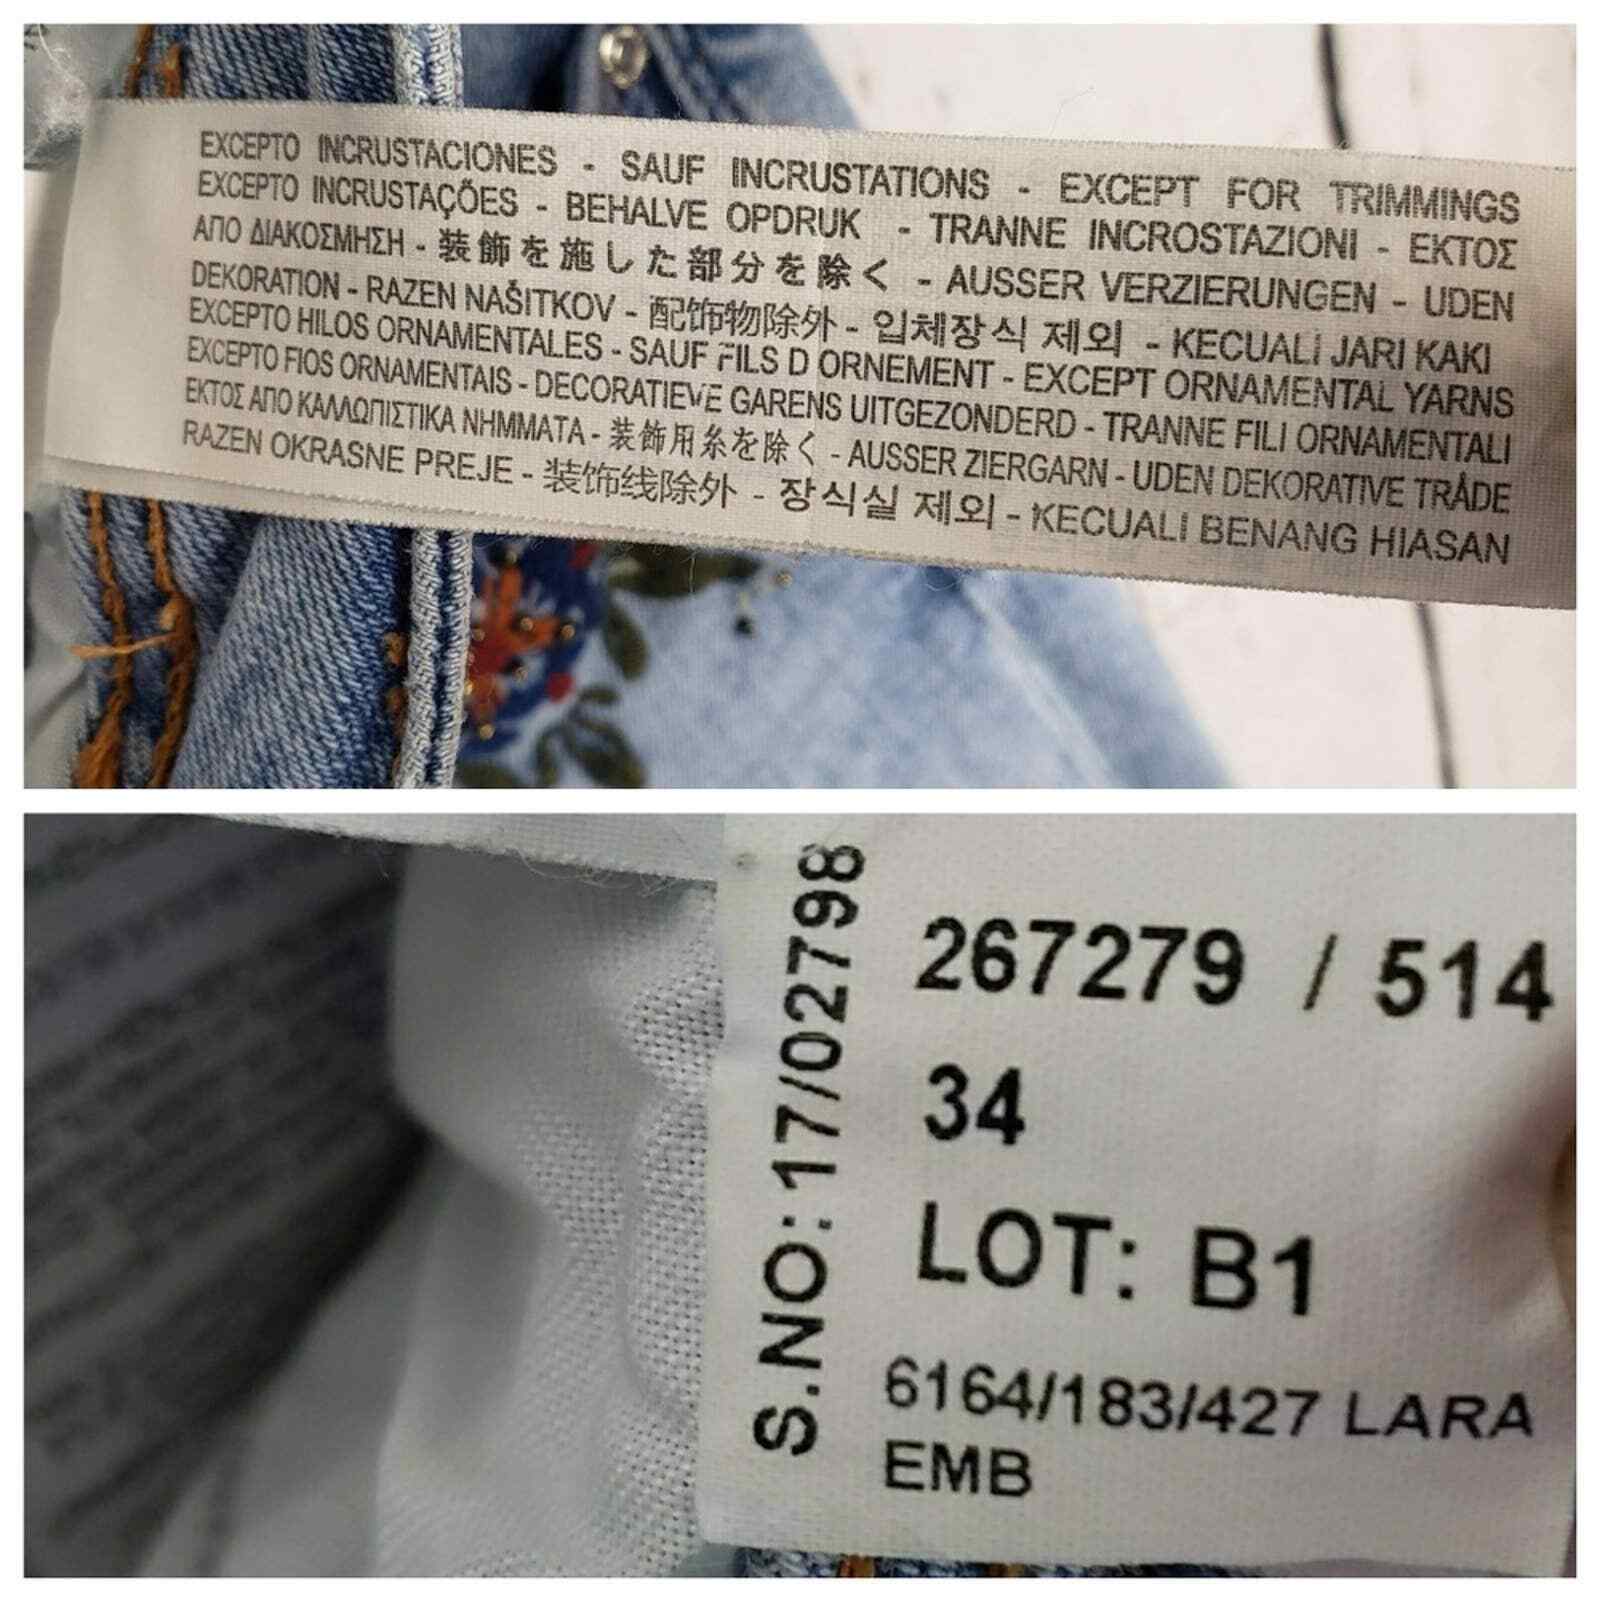 EXCEPTO INCRUSTACIONES - SAUF INCRUSTATIONS - EXCEPT FOR TRIMMINGS
EXCEPTO INCRUSTAÇÕES - BEHALVE OPDRUK - TRANNE INCROSTAZIONI - ΕΚΤΟΣ
ΑΠΟ ΔΙΑΚΟΣΜΗΣΗ - 装飾を施した部分を除く - AUSSER VERZIERUNGEN - UDEN
DEKORATION - RAZEN NAŠITKOV - 配饰物除外 - 입체장식 제외 - KECUALI JARI KAKI
EXCEPTO HILOS ORNAMENTALES - SAUF FILS D ORNEMENT - EXCEPT ORNAMENTAL YARNS
EXCEPTO FIOS ORNAMENTAIS - DECORATIEVE GARENS UITGEZONDERD - TRANNE FILI ORNAMENTALI
ΕΚΤΟΣ ΑΠΟ ΚΑΛΛΩΠΙΣΤΙΚΑ ΝΗΜΜΑΤΑ - 装飾用糸を除く - AUSSER ZIERGARN - UDEN DEKORATIVE TRÅDE
RAZEN OKRASNE PREJE - 装饰线除外 - 장식실 제외 - KECUALI BENANG HIASAN
S.NO: 17/02798
267279 / 514
34
LOT: B1
6164/183/427 LARA
EMB